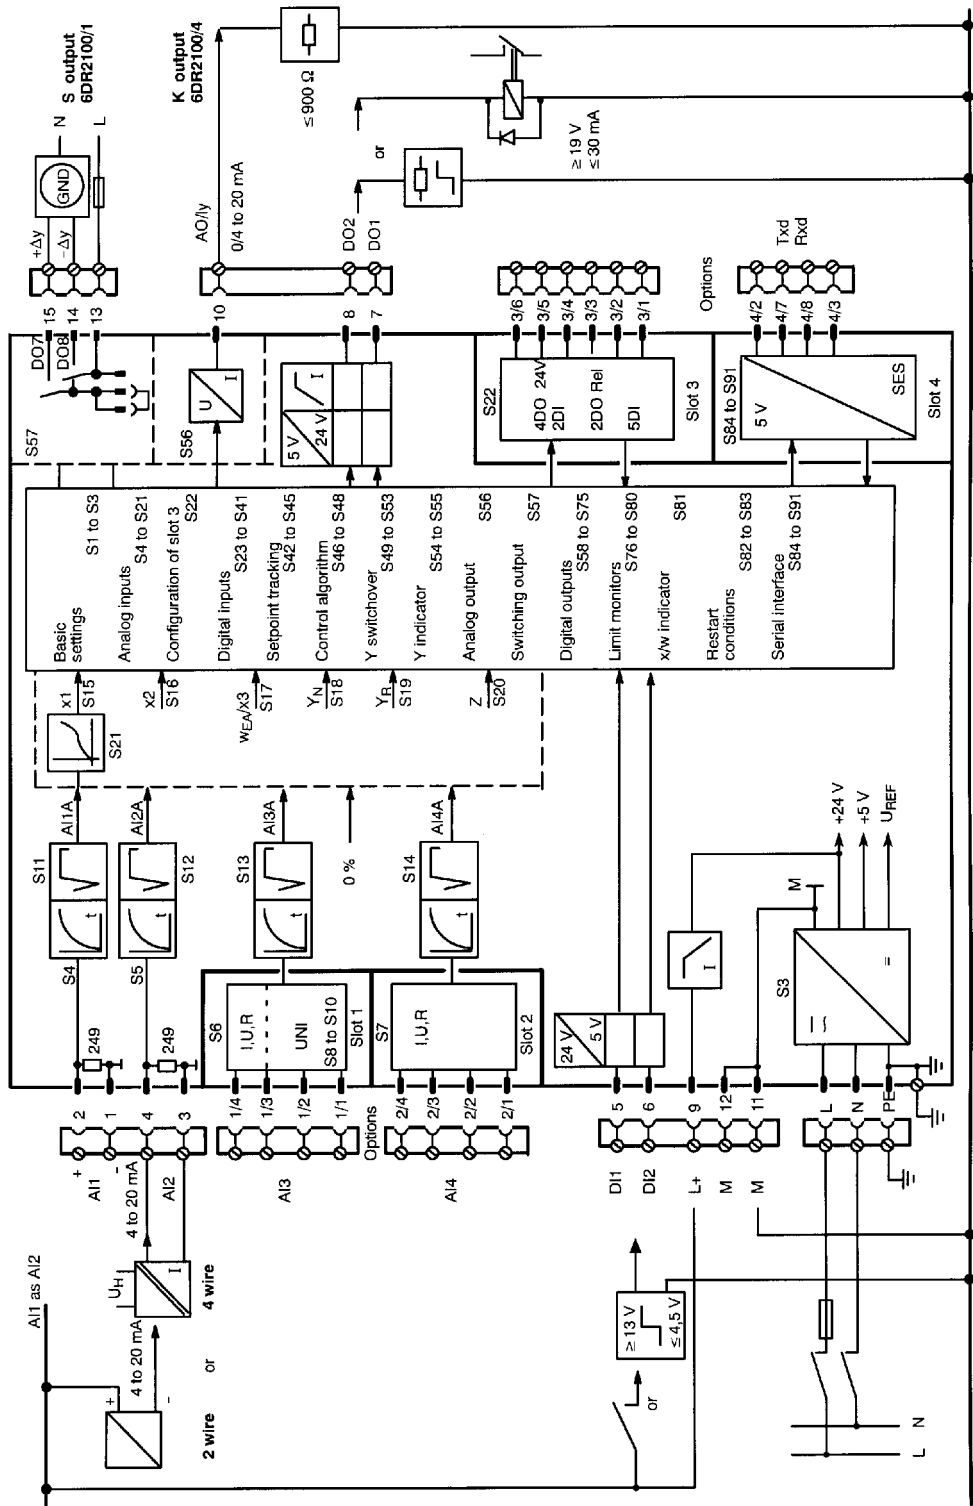 AI1 as AI2
2 wire
+
-
4 to 20 mA
or
UH
I
4 wire
4 to 20 mA
+
AI1
-
AI2
2
1
4
3
249
249
S4
S5
S11
t
AI1A
S12
t
AI2A
AI3
Options
1/4
1/3
1/2
1/1
S6
I,U,R
UNI
S8 to S10
Slot 1
S13
t
AI3A
0 %
AI4
2/4
2/3
2/2
2/1
S7
I,U,R
Slot 2
S14
t
AI4A
S21
x1
S15
x2
S16
wEA/x3
S17
YN
S18
YR
S19
Z
S20
Basic
settings
S1 to S3
Analog inputs
S4 to S21
Configuration of slot 3
S22
Digital inputs
S23 to S41
Setpoint tracking
S42 to S45
Control algorithm
S46 to S48
Y switchover
S49 to S53
Y indicator
S54 to S55
Analog output
S56
Switching output
S57
Digital outputs
S58 to S75
Limit monitors
S76 to S80
x/w indicator
S81
Restart
conditions
S82 to S83
Serial interface
S84 to S91
S57
DO7
DO8
15
14
13
+Δy
-Δy
GND
N
L
S output
6DR2100/1
S56
U
I
10
AO/Iy
0/4 to 20 mA
K output
6DR2100/4
≤900 Ω
5 V
24 V
I
8
7
DO2
DO1
or
≥ 19 V
≤ 30 mA
S22
4DO 24V
2DI
2DO Rel
5DI
Slot 3
3/6
3/5
3/4
3/3
3/2
3/1
Options
S84 to S91
5 V
SES
Slot 4
4/2
4/7
4/8
4/3
Txd
Rxd
or
≥13 V
≤ 4,5 V
DI1
DI2
L+
M
M
5
6
9
12
11
24 V
5 V
I
M
S3
=
+24 V
+5 V
UREF
L
N
PE
L
N